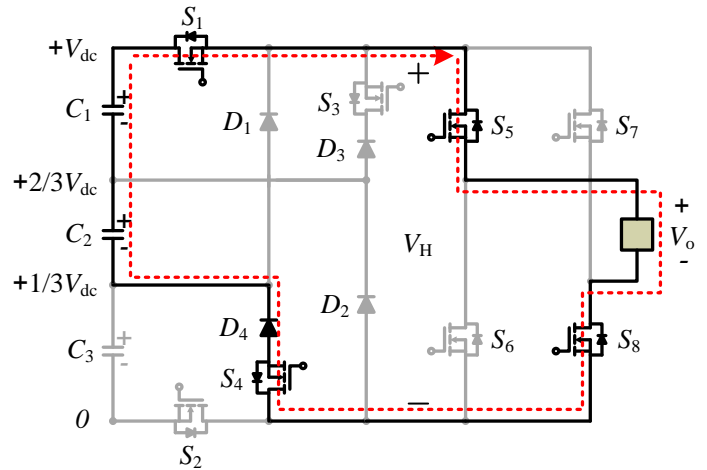 S1
+Vdc
+
C1
+
-
S3
D1
S5
S7
D3
+2/3Vdc
C2
+
-
+
VH
Vo
-
+1/3Vdc
D2
D4
C3
+
-
S6
S8
S4
0
−
S2